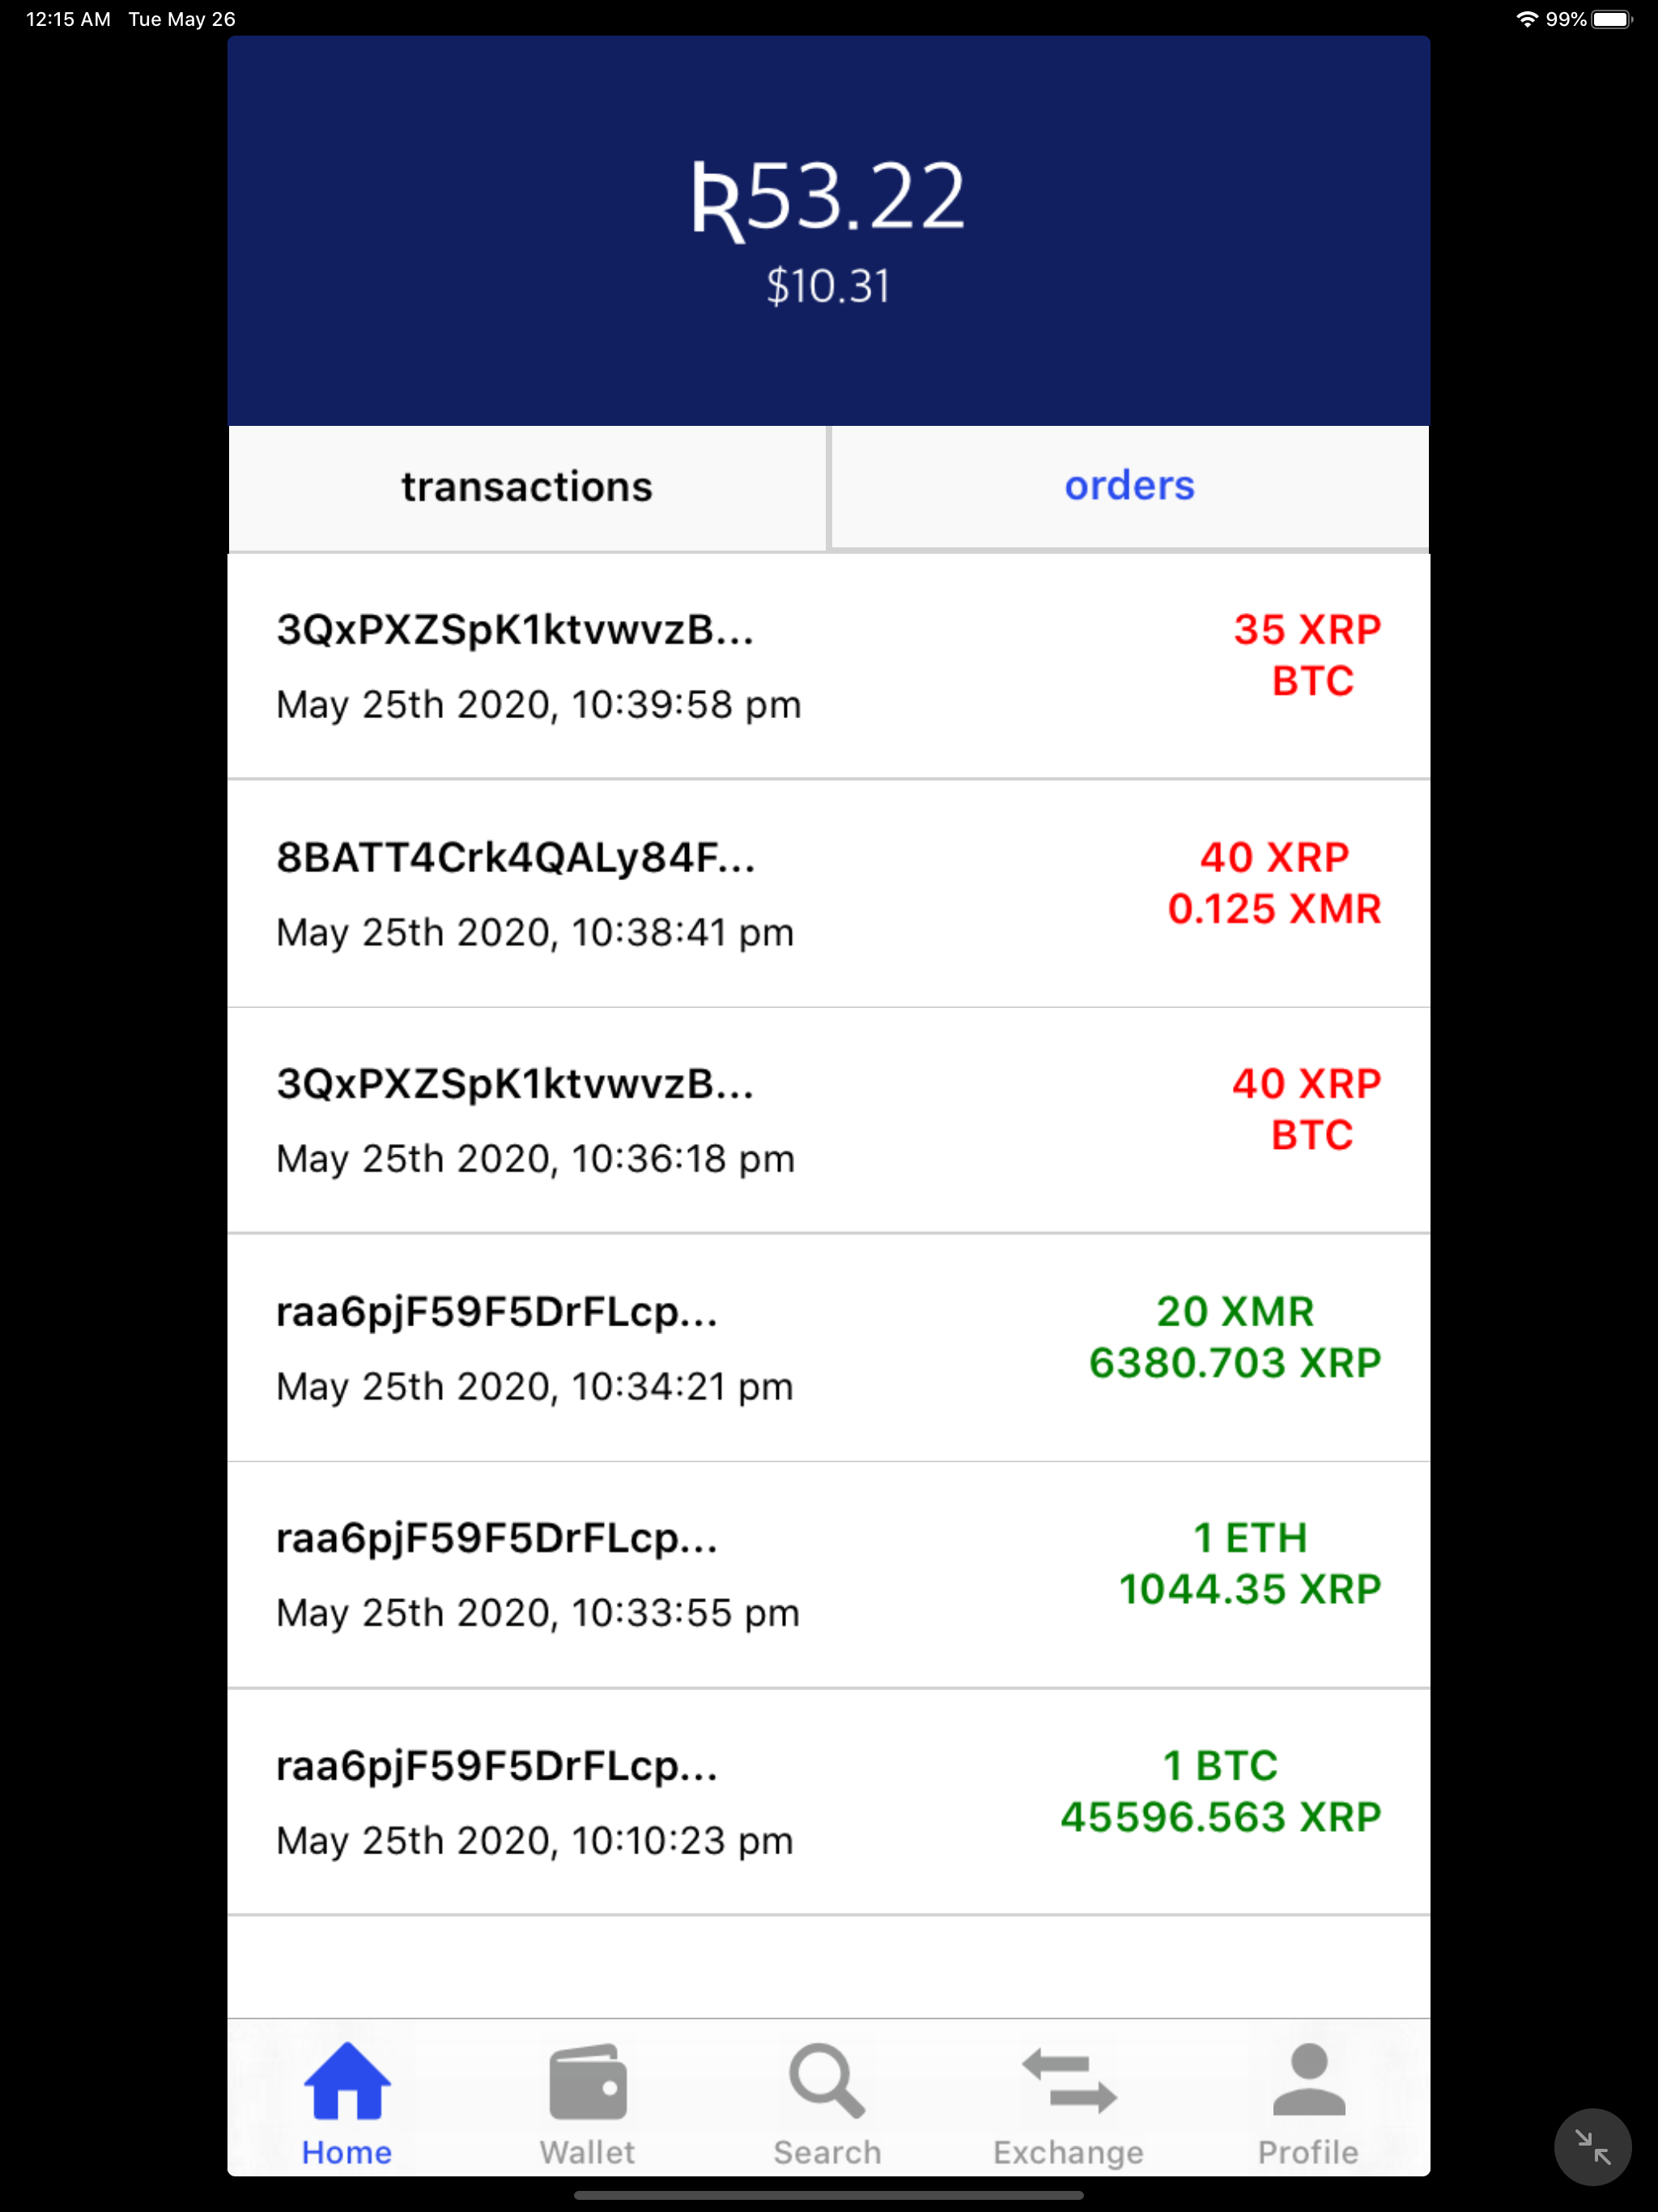 12:15 AM Tue May 26 99%
Ʀ53.22
$10.31
transactions orders
3QxPXZSpK1ktvwvzB... 35 XRP
BTC
May 25th 2020, 10:39:58 pm
8BATT4Crk4QALy84F... 40 XRP
0.125 XMR
May 25th 2020, 10:38:41 pm
3QxPXZSpK1ktvwvzB... 40 XRP
BTC
May 25th 2020, 10:36:18 pm
raa6pjF59F5DrFLcp... 20 XMR
6380.703 XRP
May 25th 2020, 10:34:21 pm
raa6pjF59F5DrFLcp... 1 ETH
1044.35 XRP
May 25th 2020, 10:33:55 pm
raa6pjF59F5DrFLcp... 1 BTC
45596.563 XRP
May 25th 2020, 10:10:23 pm
Home Wallet Search Exchange Profile